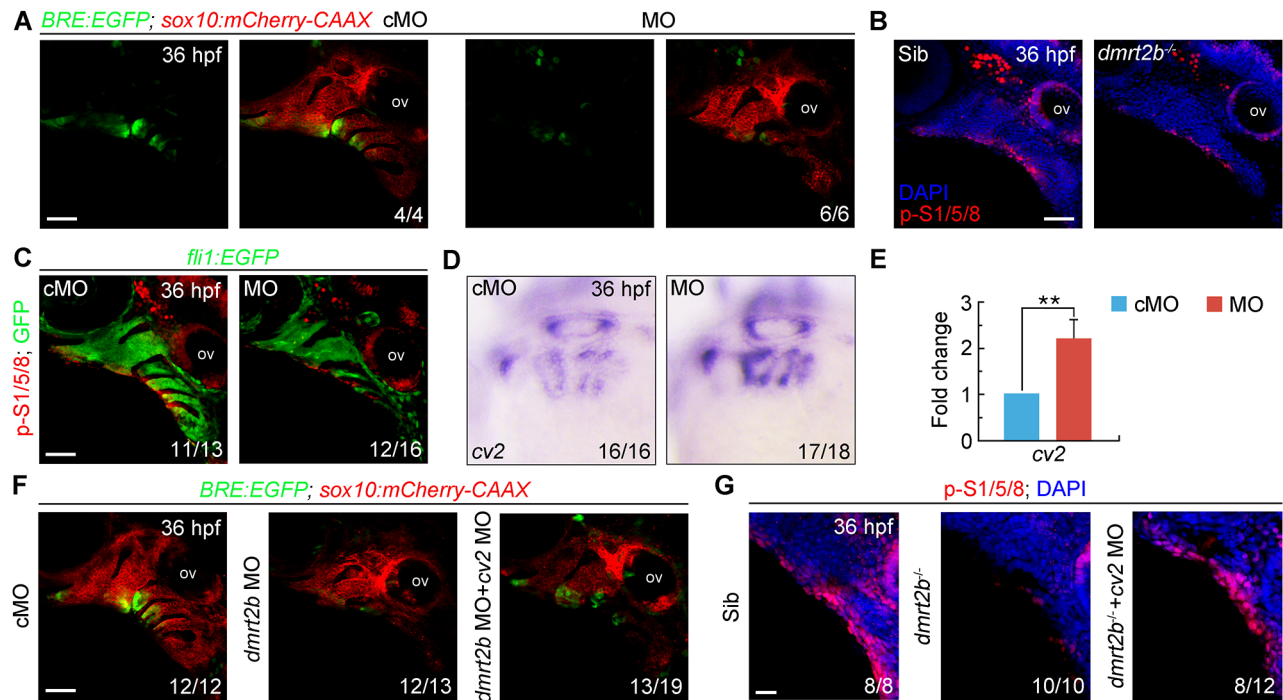 A
BRE:EGFP; sox10:mCherry-CAAX cMO
MO
36 hpf
ov
4/4
ov
6/6
B
Sib
36 hpf
ov
DAPI
p-S1/5/8
dmrt2b-/-
ov
C
fli1:EGFP
p-S1/5/8; GFP
cMO
36 hpf
ov
11/13
MO
ov
12/16
D
cMO
36 hpf
cv2
16/16
MO
17/18
E
Fold change
3
2
1
0
**
cv2
cMO
MO
F
BRE:EGFP; sox10:mCherry-CAAX
cMO
36 hpf
ov
12/12
dmrt2b MO
ov
12/13
dmrt2b MO+cv2 MO
ov
13/19
G
p-S1/5/8; DAPI
Sib
36 hpf
8/8
dmrt2b-/-
10/10
dmrt2b-/-+cv2 MO
8/12